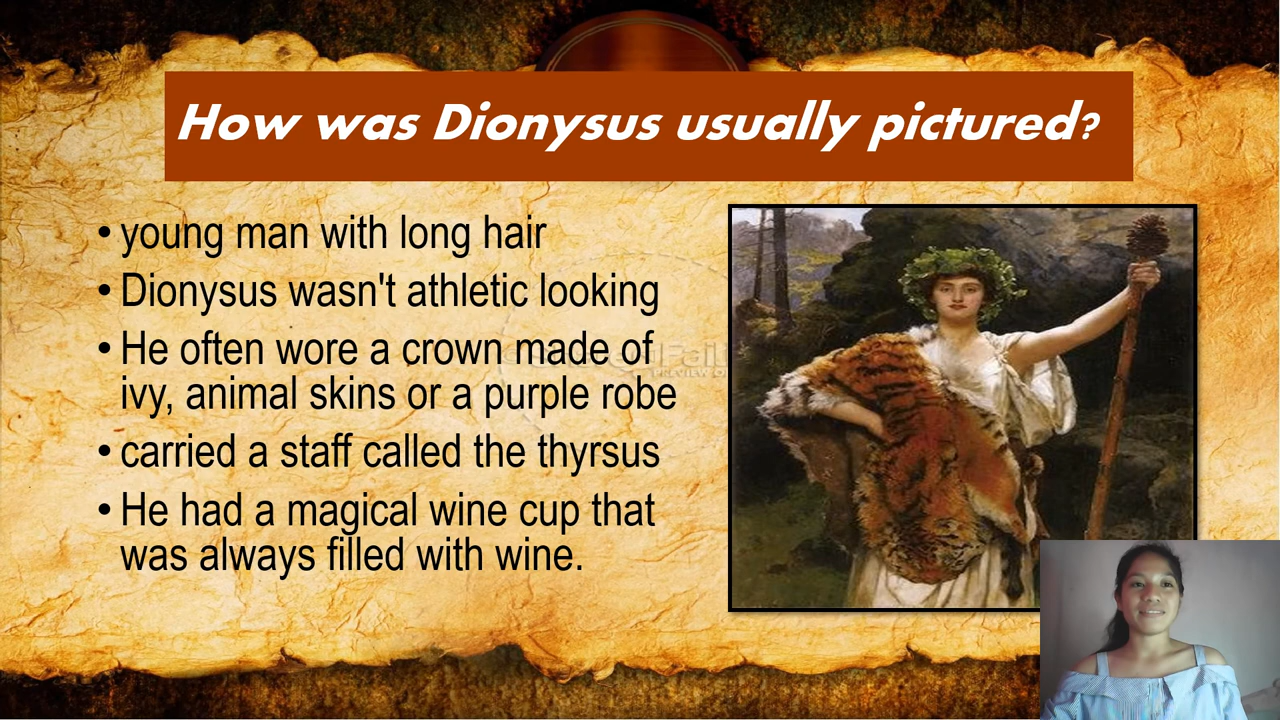 How was Dionysus usually pictured?
• young man with long hair
• Dionysus wasn't athletic looking
• He often wore a crown made of
ivy, animal skins or a purple robe
• carried a staff called the thyrsus
• He had a magical wine cup that
was always filled with wine.